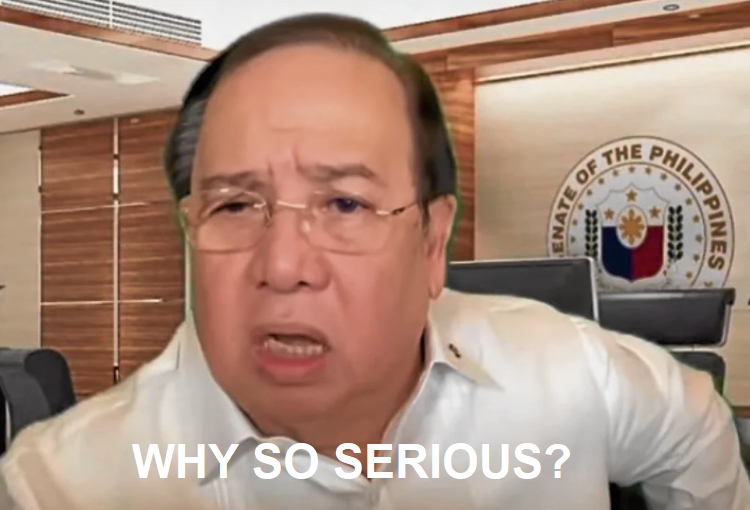 SENATE OF THE PHILIPPINES
WHY SO SERIOUS?